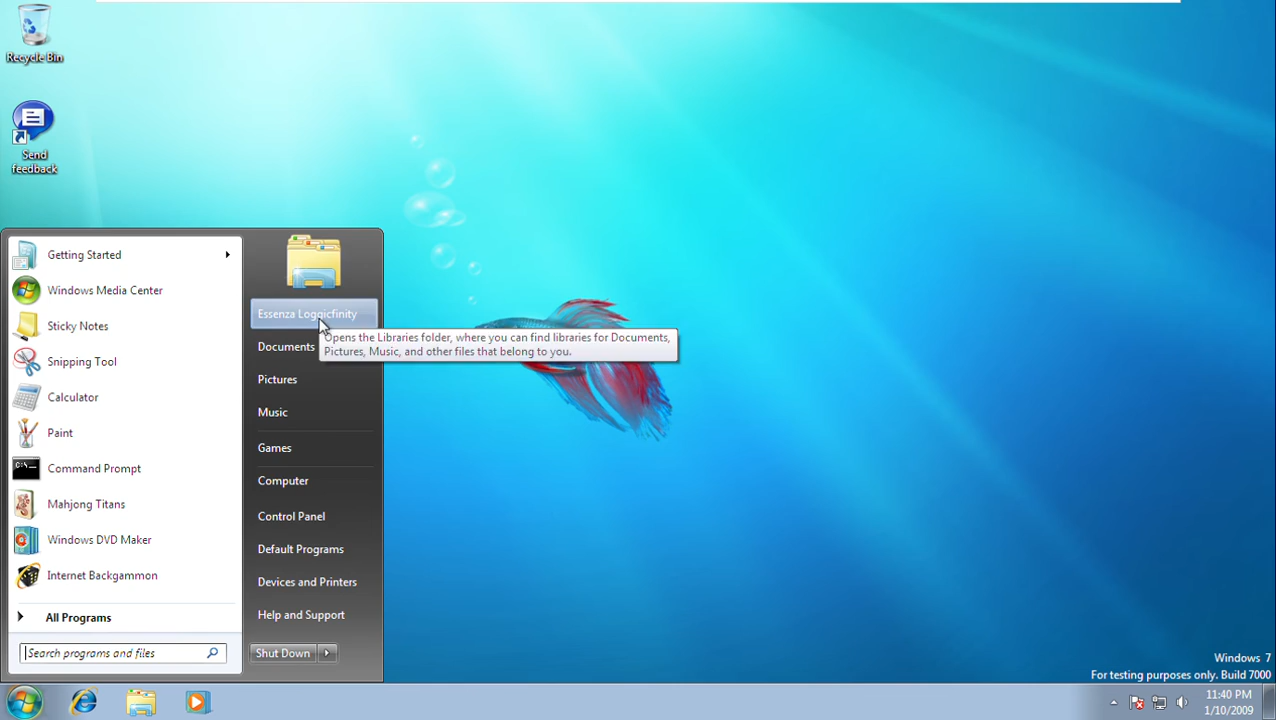 Recycle Bin
Send
feedback
Getting Started
Windows Media Center
Sticky Notes
Snipping Tool
Calculator
Paint
C:\_
Command Prompt
Mahjong Titans
Windows DVD Maker
Internet Backgammon
All Programs
Search programs and files
Essenza Loggicfinity
Opens the Libraries folder, where you can find libraries for Documents,
Pictures, Music, and other files that belong to you.
Documents
Pictures
Music
Games
Computer
Control Panel
Default Programs
Devices and Printers
Help and Support
Shut Down
Windows 7
For testing purposes only. Build 7000
11:40 PM
1/10/2009